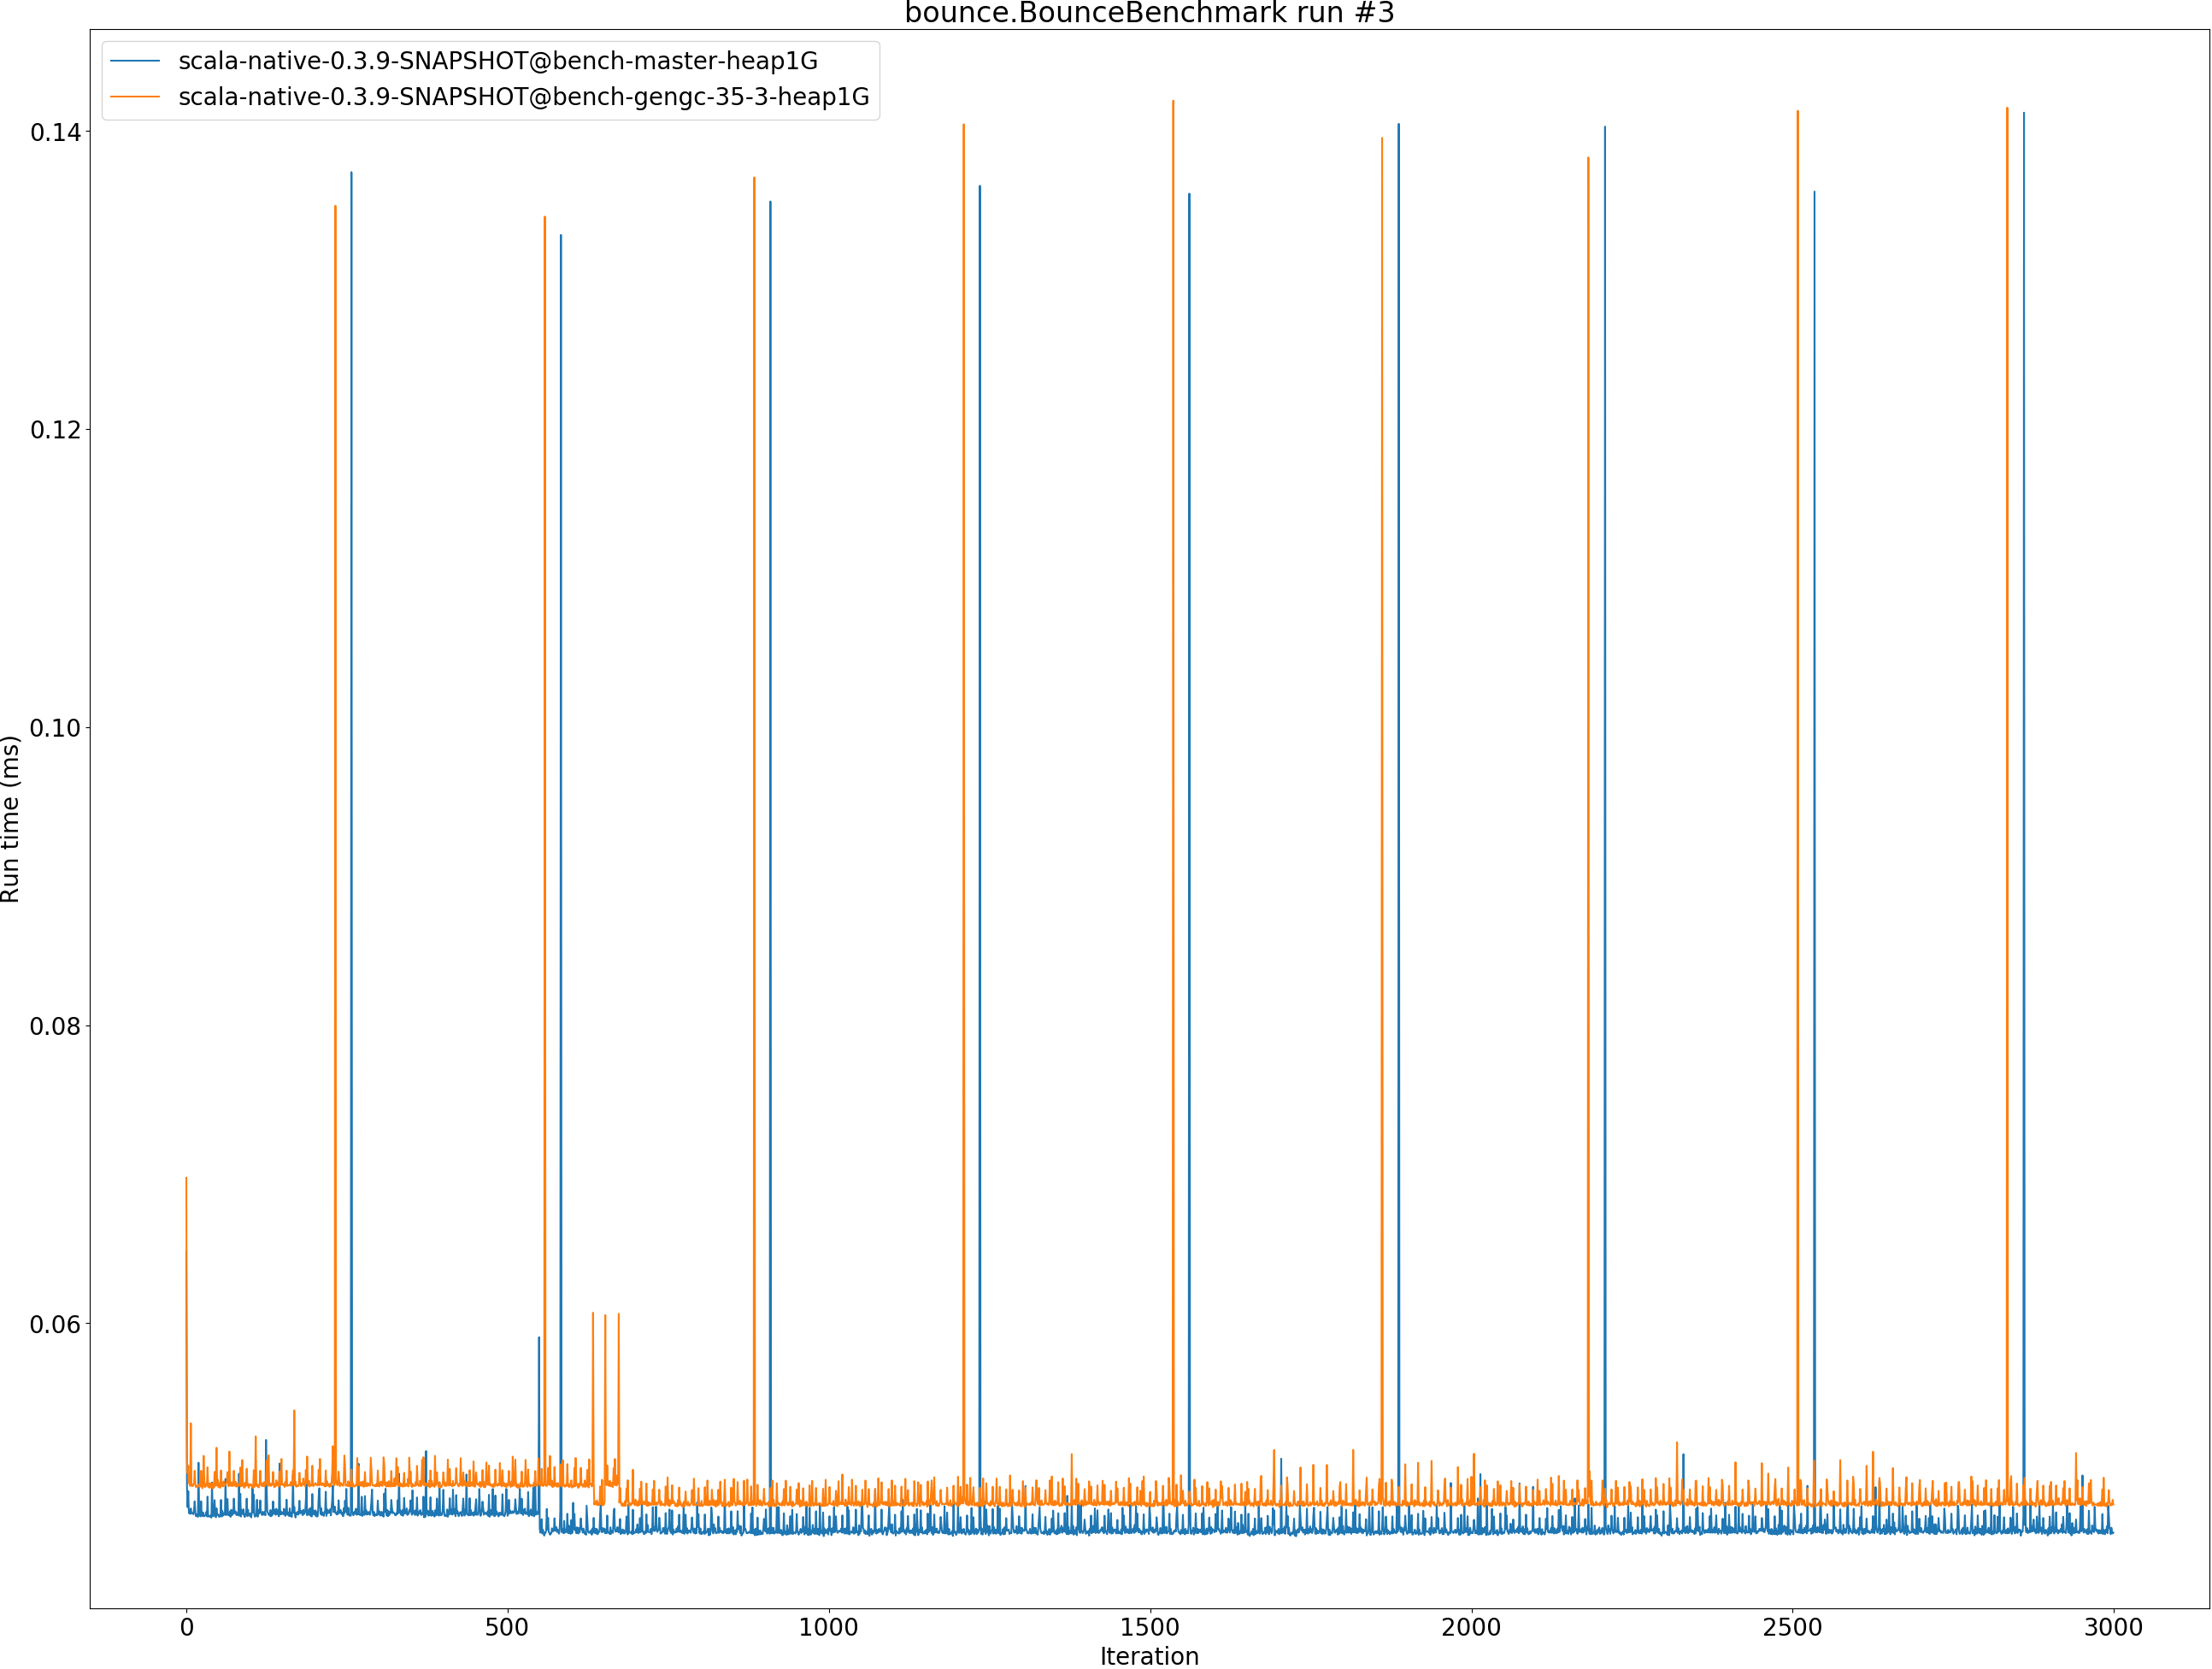 bounce.BounceBenchmark run #3
scala-native-0.3.9-SNAPSHOT@bench-master-heap1G
scala-native-0.3.9-SNAPSHOT@bench-gengc-35-3-heap1G
0.14
0.12
0.10
0.08
0.06
Run time (ms)
0 500 1000 1500 2000 2500 3000
Iteration